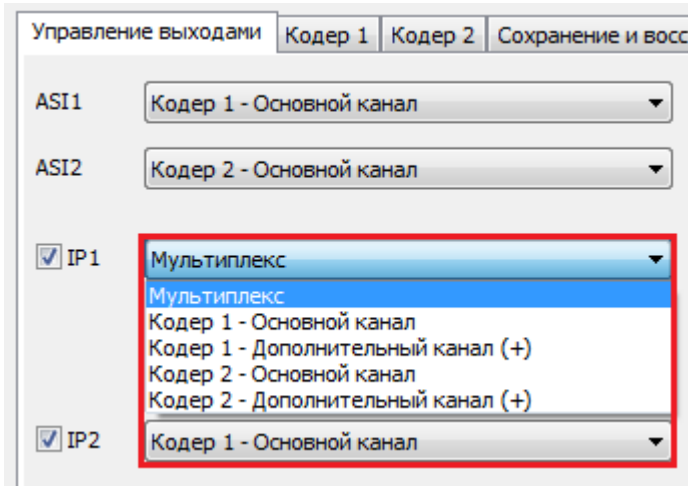 Управление выходами Кодер 1 Кодер 2 Сохранение и восс
ASI1 Кодер 1 - Основной канал
ASI2 Кодер 2 - Основной канал
IP1 Мультиплекс
Мультиплекс
Кодер 1 - Основной канал
Кодер 1 - Дополнительный канал (+)
Кодер 2 - Основной канал
Кодер 2 - Дополнительный канал (+)
IP2 Кодер 1 - Основной канал